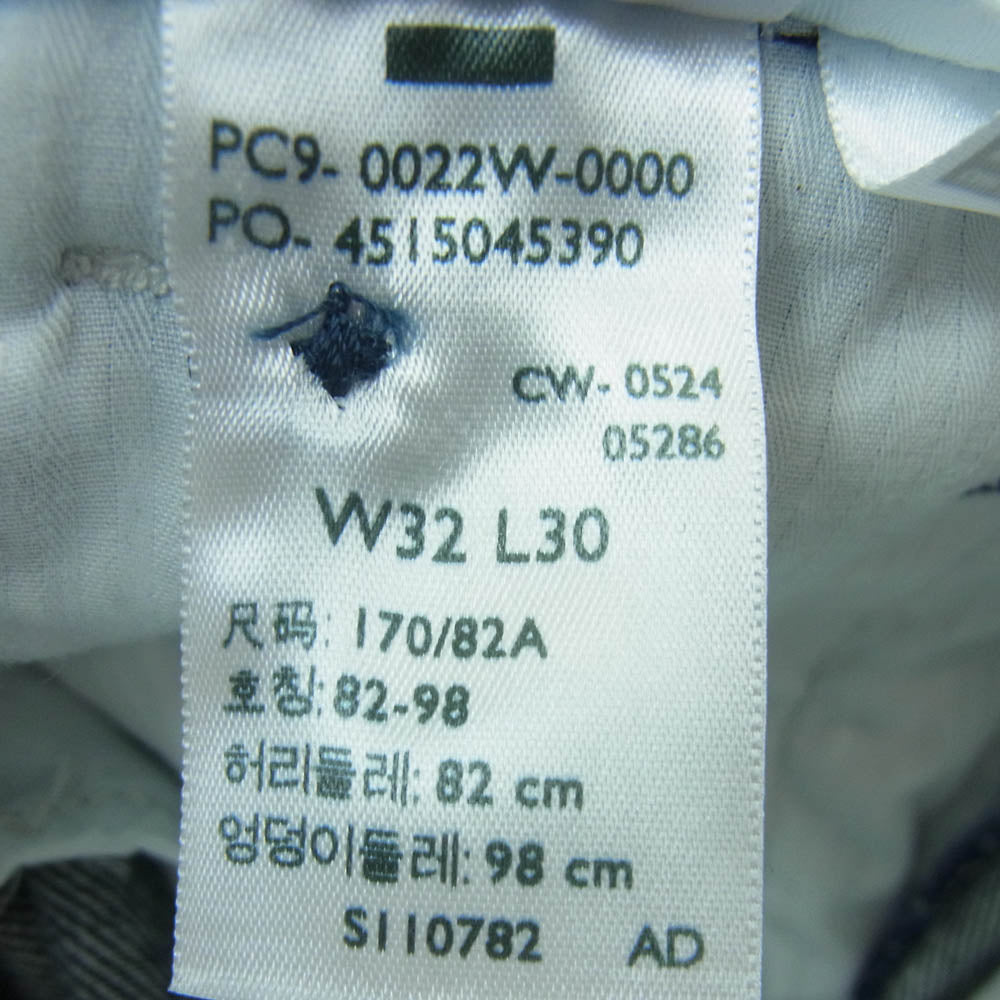 PC9- 0022W-0000
PO- 4515045390
CW- 0524
05286
W32 L30
尺码: 170/82A
호칭: 82-98
허리둘레: 82 cm
엉덩이둘레: 98 cm
S110782 AD